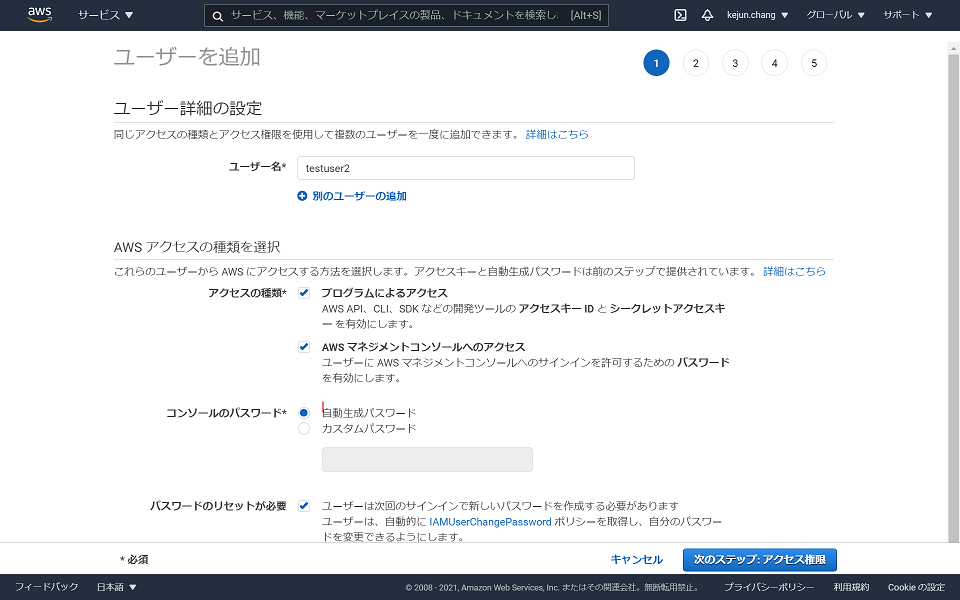 aws
サービス
サービス、機能、マーケットプレイスの製品、ドキュメントを検索し [Alt+S]
kejun.chang
グローバル
サポート
ユーザーを追加
1 2 3 4 5
ユーザー詳細の設定
同じアクセスの種類とアクセス権限を使用して複数のユーザーを一度に追加できます。 詳細はこちら
ユーザー名* testuser2
別のユーザーの追加
AWS アクセスの種類を選択
これらのユーザーから AWS にアクセスする方法を選択します。アクセスキーと自動生成パスワードは前のステップで提供されています。 詳細はこちら
アクセスの種類* プログラムによるアクセス
AWS API、CLI、SDK などの開発ツールの アクセスキー ID と シークレットアクセスキ
ー を有効にします。
AWS マネジメントコンソールへのアクセス
ユーザーに AWS マネジメントコンソールへのサインインを許可するための パスワード
を有効にします。
コンソールのパスワード* 自動生成パスワード
カスタムパスワード
パスワードのリセットが必要 ユーザーは次回のサインインで新しいパスワードを作成する必要があります
ユーザーは、自動的に IAMUserChangePassword ポリシーを取得し、自分のパスワー
ドを変更できるようにします。
* 必須
キャンセル
次のステップ: アクセス権限
フィードバック
日本語
© 2008 - 2021, Amazon Web Services, Inc. またはその関連会社。無断転用禁止。
プライバシーポリシー
利用規約
Cookie の設定